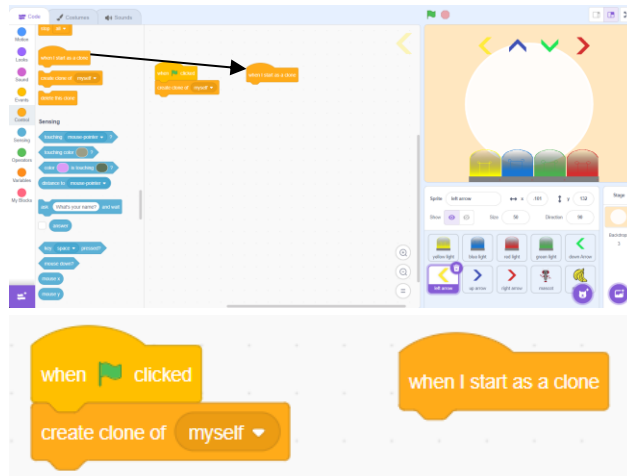 Code
Costumes
Sounds
Motion
Looks
Sound
Events
Control
Sensing
Operators
Variables
My Blocks
stop all
when I start as a clone
create clone of myself
delete this clone
Sensing
touching mouse-pointer ?
touching color ?
color is touching ?
distance to mouse-pointer
ask What's your name? and wait
answer
key space pressed?
mouse down?
mouse x
mouse y
when clicked
create clone of myself
when I start as a clone
Sprite left arrow x y
Show Size Direction
yellow light
blue light
red light
green light
down Arrow
left arrow
up arrow
right arrow
Stage
Backdrops
when clicked
create clone of myself
when I start as a clone